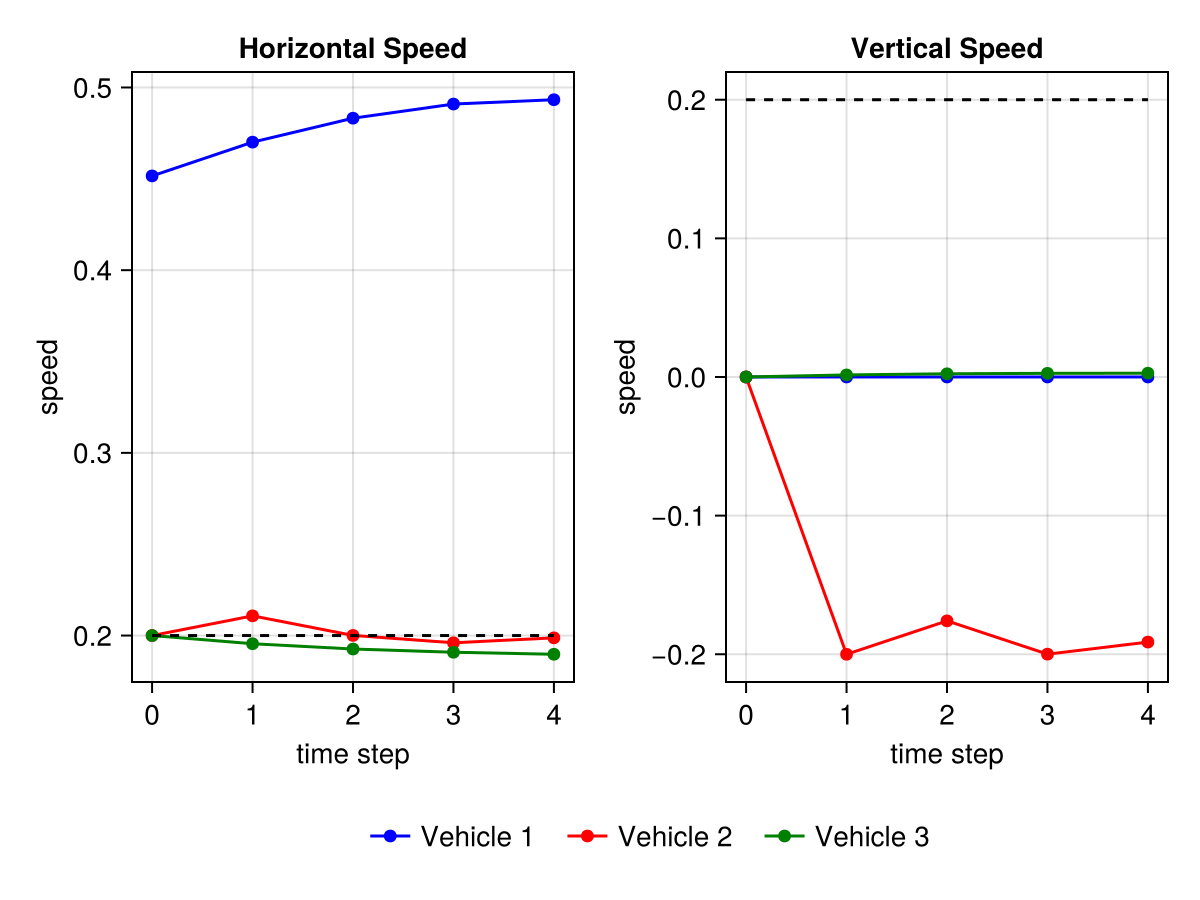 Horizontal Speed
0.5
0.4
0.3
0.2
speed
0 1 2 3 4
time step
Vertical Speed
0.2
0.1
0.0
−0.1
−0.2
speed
0 1 2 3 4
time step
Vehicle 1 Vehicle 2 Vehicle 3